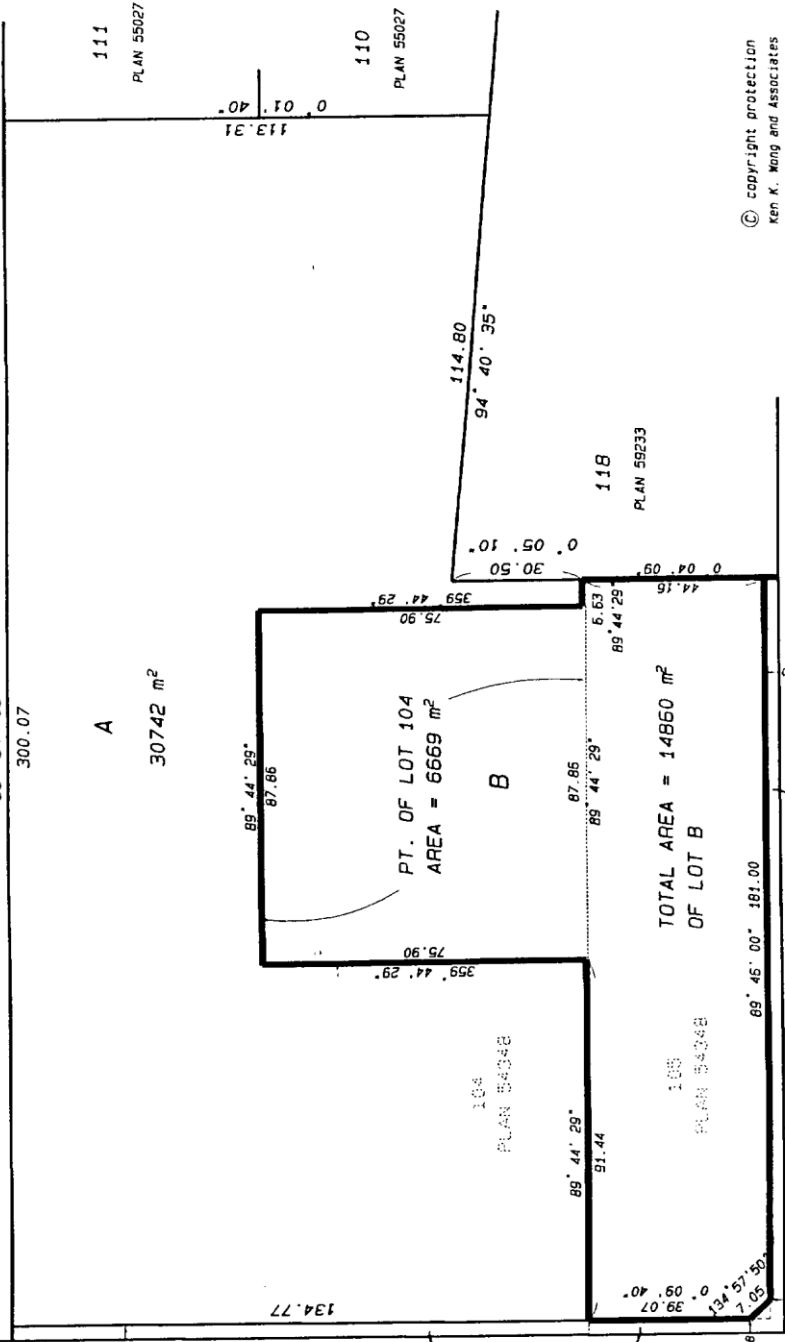 300.07
111
PLAN 55027
A
30742 m²
113.31
0° 01' 40"
110
PLAN 55027
89° 44' 29"
87.86
114.80
94° 40' 35"
PT. OF LOT 104
AREA = 6669 m²
359° 44' 29"
75.90
359° 44' 29"
75.90
B
30.50
0° 05' 10"
104
PLAN 54348
118
PLAN 59233
89° 44' 29"
91.44
87.86
89° 44' 29"
89° 44' 29"
44.16
0° 04' 09"
134.77
105
PLAN 54348
TOTAL AREA = 14860 m²
OF LOT B
39.07
0° 09' 40"
134° 57' 50"
7.05
89° 46' 00" 181.00
© copyright protection
Ken K. Wong and Associates